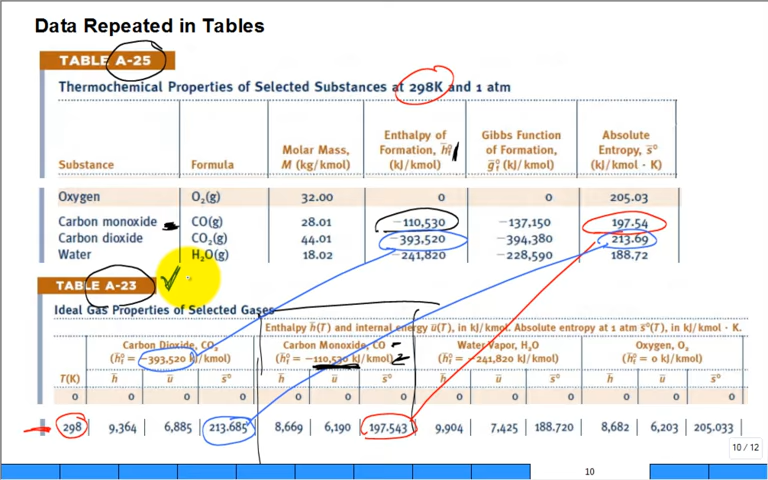 Data Repeated in Tables
TABLE A-25
Thermochemical Properties of Selected Substances at 298K and 1 atm
Substance Formula Molar Mass, M (kg/kmol) Enthalpy of Formation, h̄°f (kJ/kmol) Gibbs Function of Formation, ḡ°f (kJ/kmol) Absolute Entropy, s̄° (kJ/kmol · K)
Oxygen O₂(g) 32.00 0 0 205.03
Carbon monoxide CO(g) 28.01 −110,530 −137,150 197.54
Carbon dioxide CO₂(g) 44.01 −393,520 −394,380 213.69
Water H₂O(g) 18.02 −241,820 −228,590 188.72
TABLE A-23
Ideal Gas Properties of Selected Gases
Enthalpy h̄(T) and internal energy ū(T), in kJ/kmol. Absolute entropy at 1 atm s̄°(T), in kJ/kmol · K.
Carbon Dioxide, CO₂ Carbon Monoxide, CO Water Vapor, H₂O Oxygen, O₂
(h̄°f = −393,520 kJ/kmol) (h̄°f = −110,530 kJ/kmol) (h̄°f = −241,820 kJ/kmol) (h̄°f = 0 kJ/kmol)
T(K) h̄ ū s̄° h̄ ū s̄° h̄ ū s̄° h̄ ū s̄°
0 0 0 0 0 0 0 0 0 0 0 0 0
298 9,364 6,885 213.685 8,669 6,190 197.543 9,904 7,425 188.720 8,682 6,203 205.033
10 / 12
10